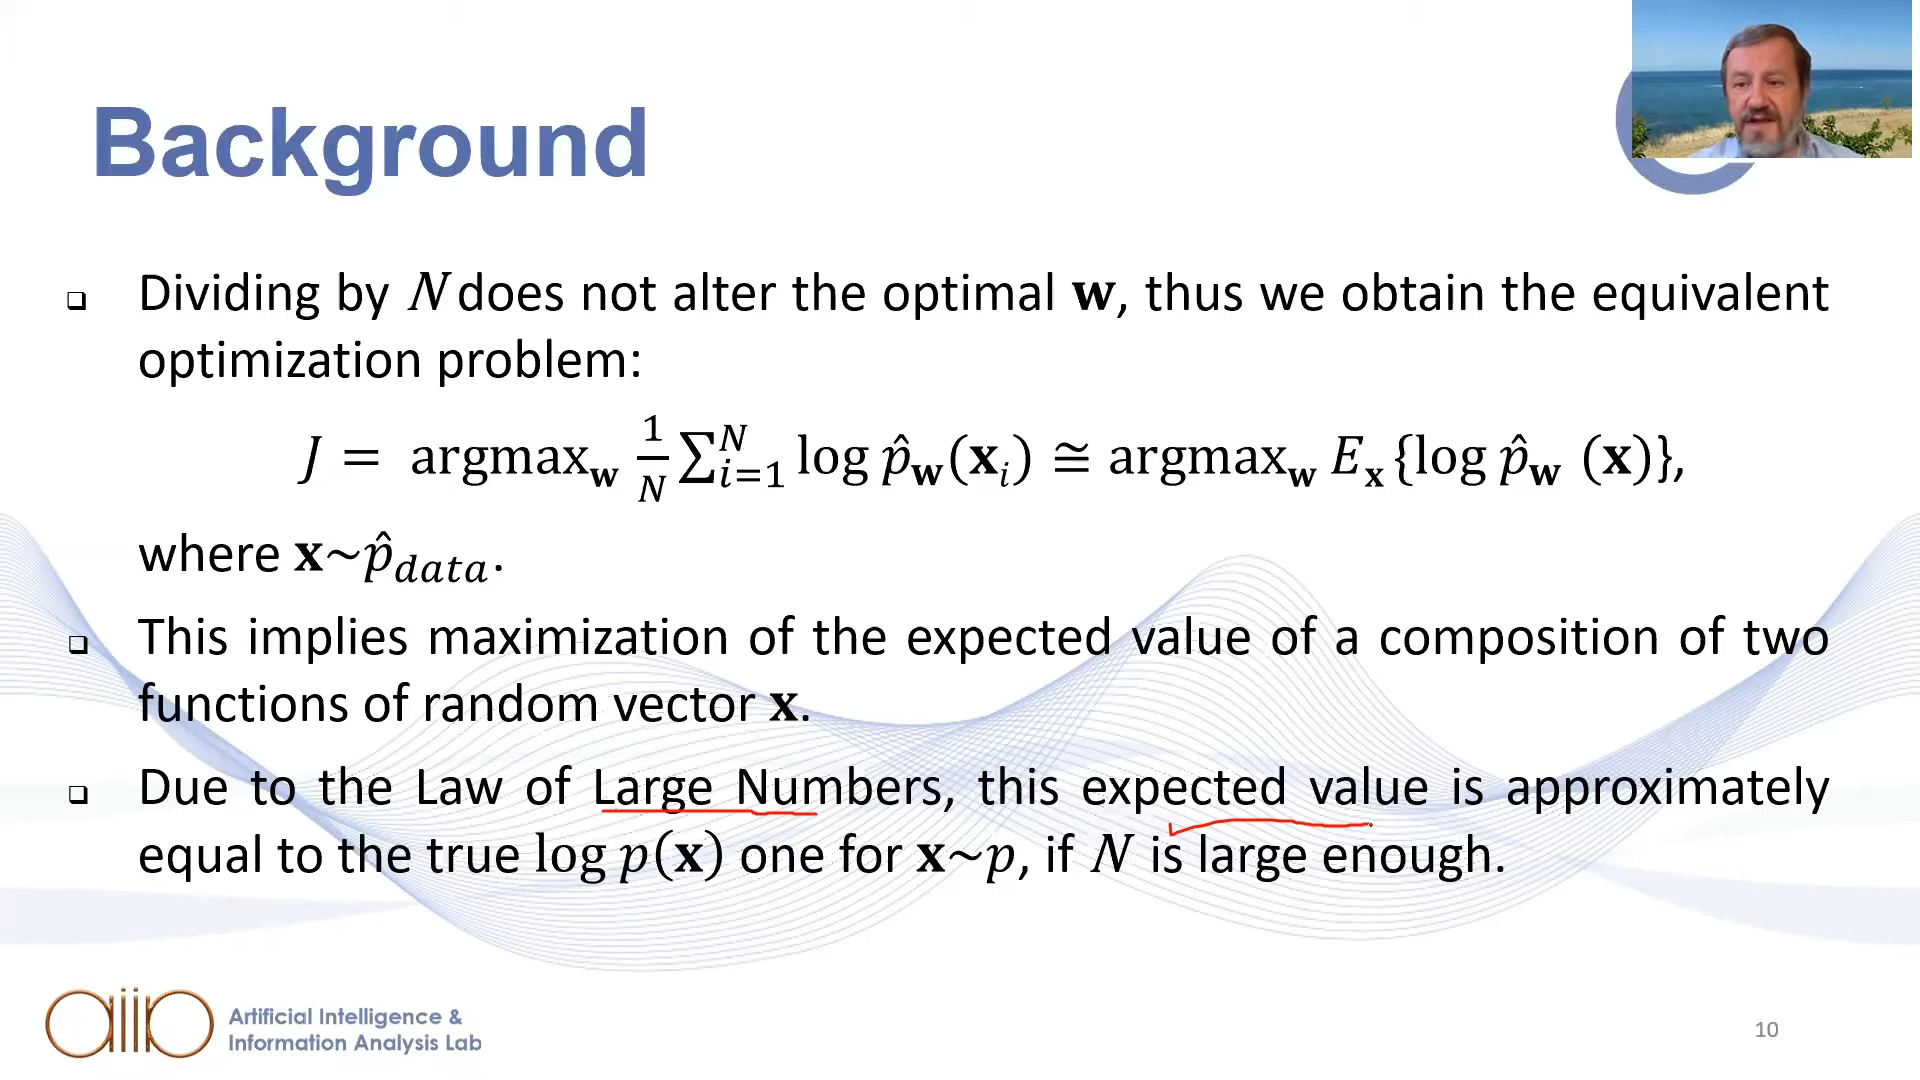 Background
❑ Dividing by N does not alter the optimal w, thus we obtain the equivalent
optimization problem:
J = argmax_w 1/N ∑_{i=1}^{N} log p̂_w(x_i) ≅ argmax_w E_x {log p̂_w (x)},
where x~p̂_data.
❑ This implies maximization of the expected value of a composition of two
functions of random vector x.
❑ Due to the Law of Large Numbers, this expected value is approximately
equal to the true log p(x) one for x~p, if N is large enough.
aiia
Artificial Intelligence &
Information Analysis Lab
10